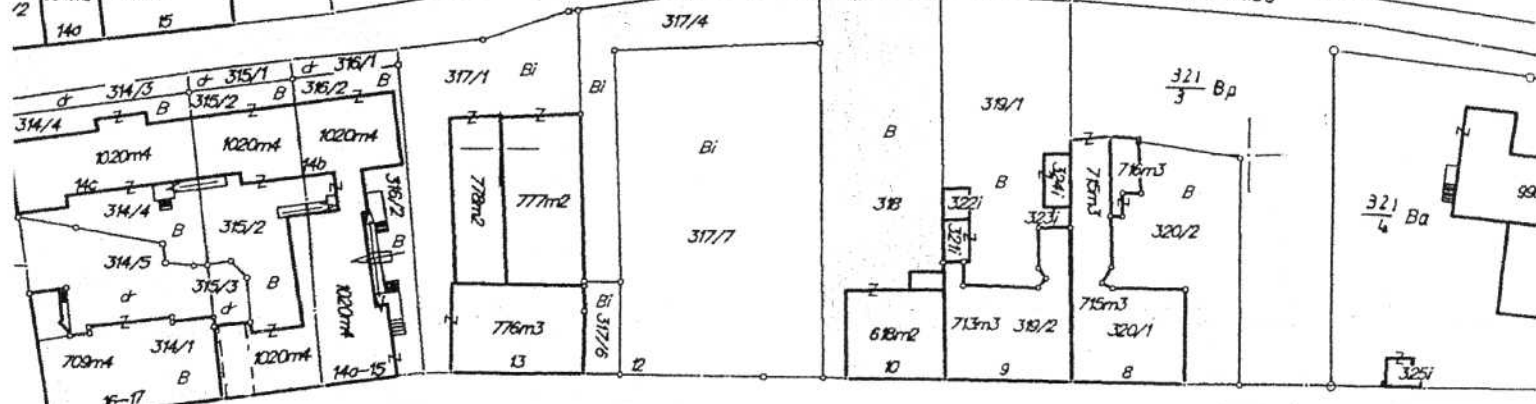 /2
14a
15
317/4
317/1
Bi
Bi
Bi
317/7
12
314/3
315/1
316/1
315/2
316/2
B
B
B
314/4
1020m4
1020m4
1020m4
14c
14b
314/4
B
315/2
316/2
B
314/5
315/3
B
1020m4
709m4
314/1
B
16-17
1020m4
14a-15
778m2
777m2
776m3
13
Bi
317/6
B
318
319/1
B
322i
321i
323i
324i
715m3
716m3
B
320/2
321
3
Bp
321
4
Ba
618m2
10
713m3
319/2
9
715m3
320/1
8
325i